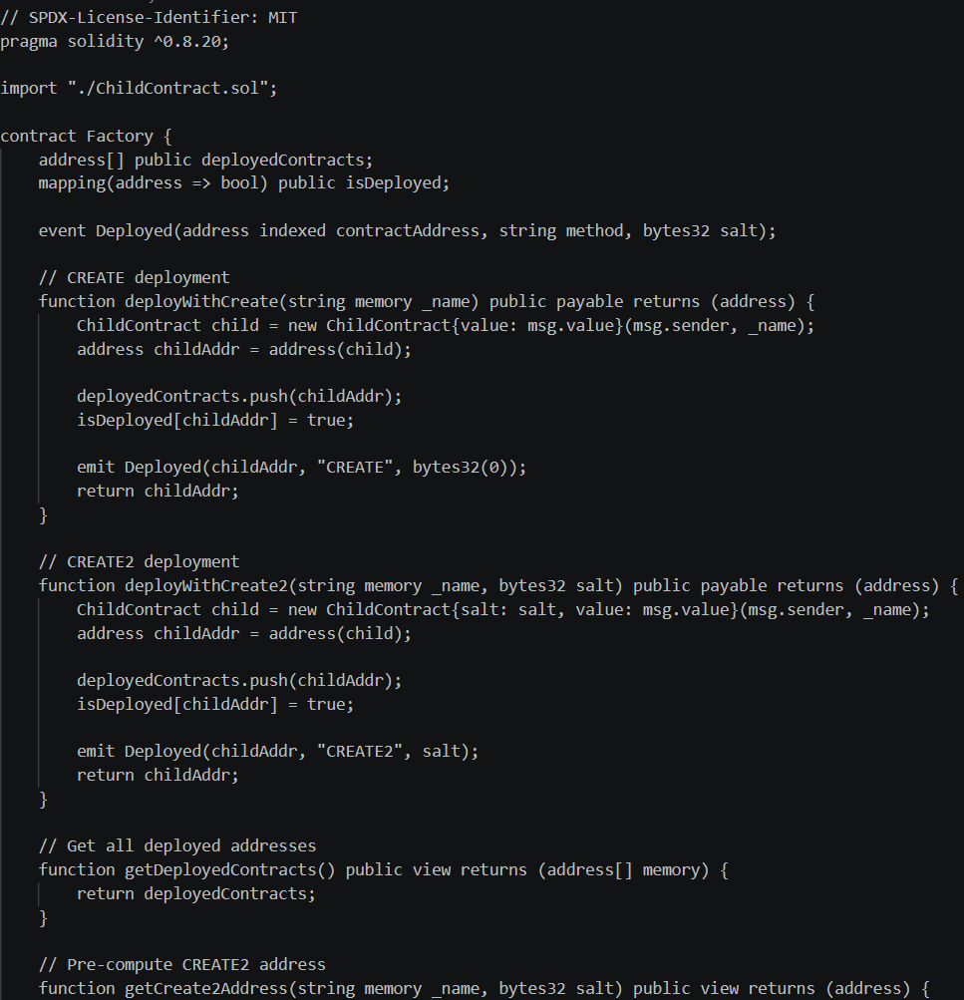 // SPDX-License-Identifier: MIT
pragma solidity ^0.8.20;

import "./ChildContract.sol";

contract Factory {
    address[] public deployedContracts;
    mapping(address => bool) public isDeployed;

    event Deployed(address indexed contractAddress, string method, bytes32 salt);

    // CREATE deployment
    function deployWithCreate(string memory _name) public payable returns (address) {
        ChildContract child = new ChildContract{value: msg.value}(msg.sender, _name);
        address childAddr = address(child);

        deployedContracts.push(childAddr);
        isDeployed[childAddr] = true;

        emit Deployed(childAddr, "CREATE", bytes32(0));
        return childAddr;
    }

    // CREATE2 deployment
    function deployWithCreate2(string memory _name, bytes32 salt) public payable returns (address) {
        ChildContract child = new ChildContract{salt: salt, value: msg.value}(msg.sender, _name);
        address childAddr = address(child);

        deployedContracts.push(childAddr);
        isDeployed[childAddr] = true;

        emit Deployed(childAddr, "CREATE2", salt);
        return childAddr;
    }

    // Get all deployed addresses
    function getDeployedContracts() public view returns (address[] memory) {
        return deployedContracts;
    }

    // Pre-compute CREATE2 address
    function getCreate2Address(string memory _name, bytes32 salt) public view returns (address) {